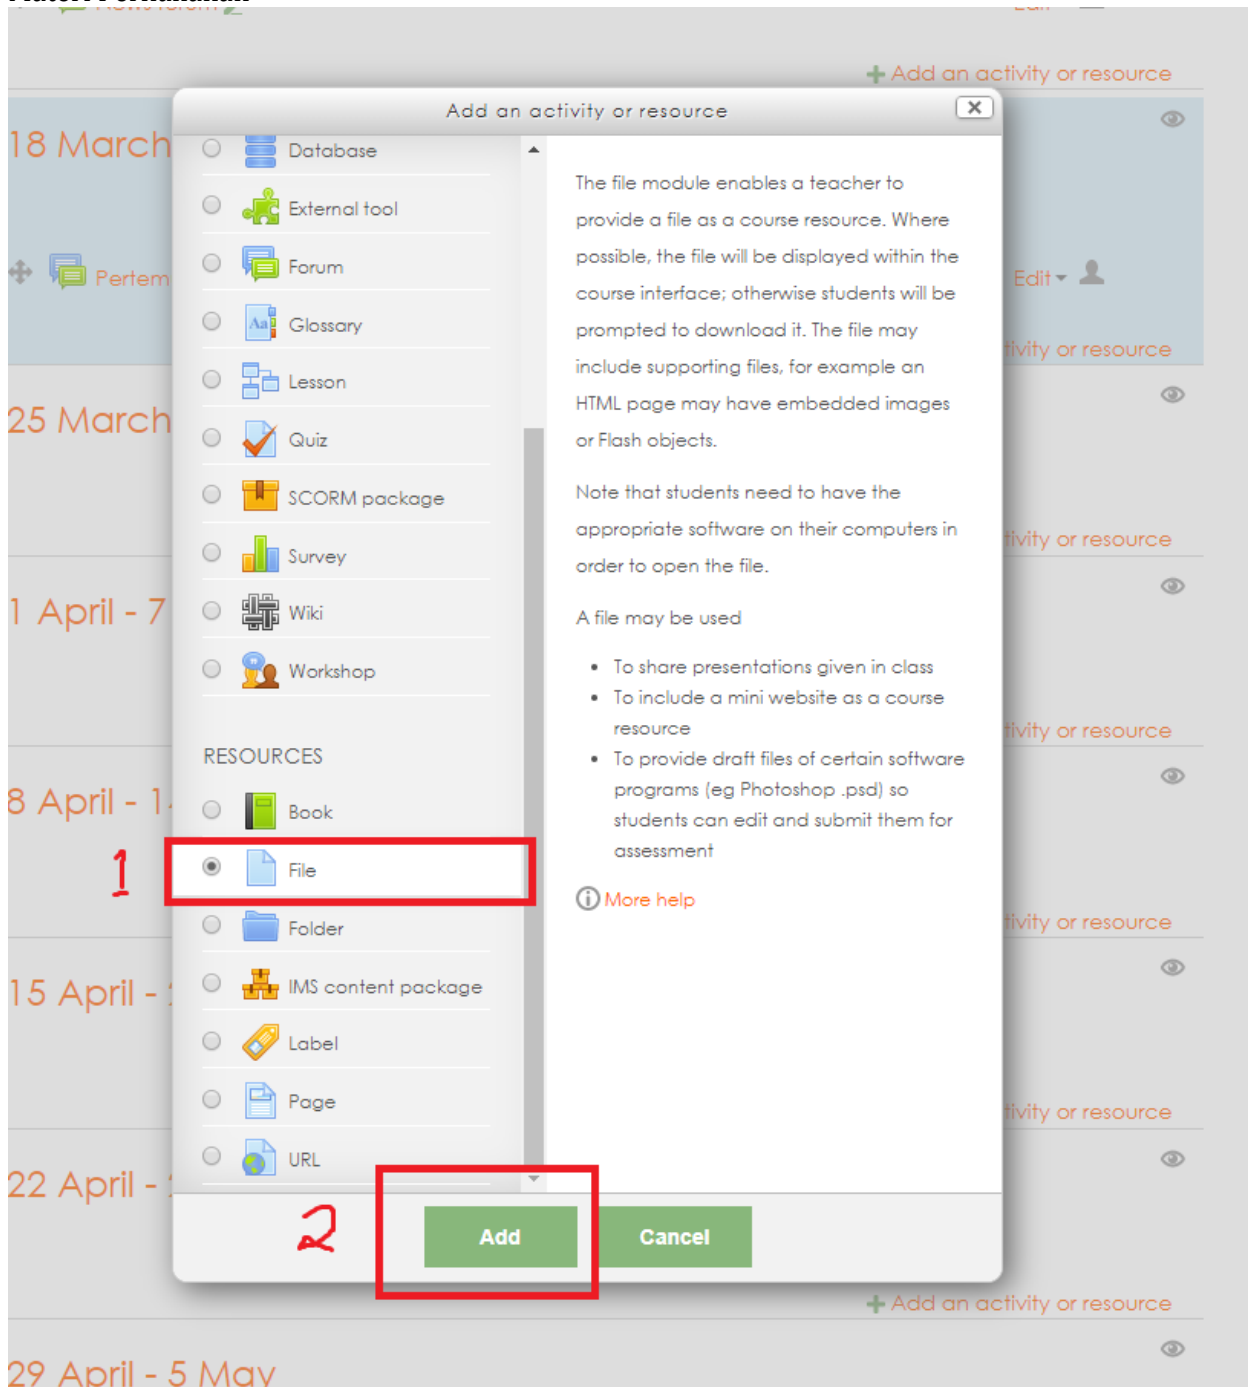 + Add an activity or resource
Add an activity or resource
18 March
Database
External tool
Forum
Glossary
Lesson
Quiz
SCORM package
Survey
Wiki
Workshop
RESOURCES
Book
File
Folder
IMS content package
Label
Page
URL
The file module enables a teacher to
provide a file as a course resource. Where
possible, the file will be displayed within the
course interface; otherwise students will be
prompted to download it. The file may
include supporting files, for example an
HTML page may have embedded images
or Flash objects.
Note that students need to have the
appropriate software on their computers in
order to open the file.
A file may be used
• To share presentations given in class
• To include a mini website as a course
resource
• To provide draft files of certain software
programs (eg Photoshop .psd) so
students can edit and submit them for
assessment
More help
Add
Cancel
1
2
Pertem
Edit
tivity or resource
25 March
tivity or resource
1 April - 7
tivity or resource
8 April - 1
tivity or resource
15 April -
tivity or resource
22 April -
+ Add an activity or resource
29 April - 5 May